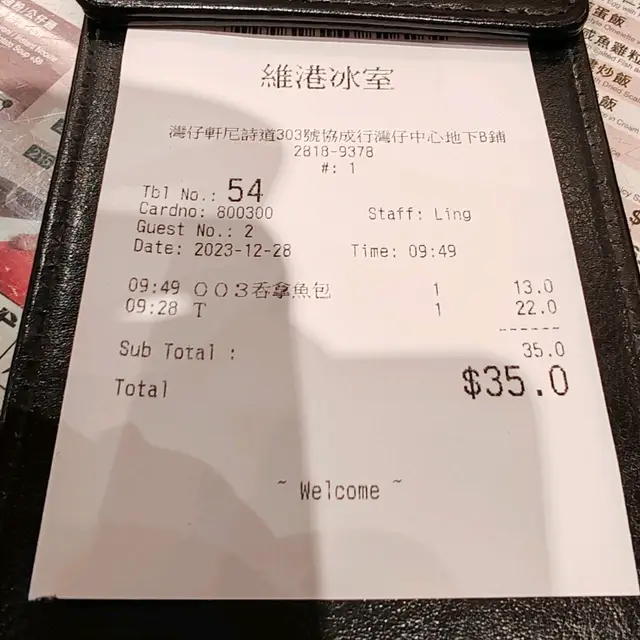 維港冰室
灣仔軒尼詩道303號協成行灣仔中心地下B鋪
2818-9378
#: 1
Tbl No.: 54
Cardno: 800300 Staff: Ling
Guest No.: 2
Date: 2023-12-28 Time: 09:49
09:49 003吞拿魚包 1 13.0
09:28 T 1 22.0
------
Sub Total : 35.0
Total $35.0
~ Welcome ~